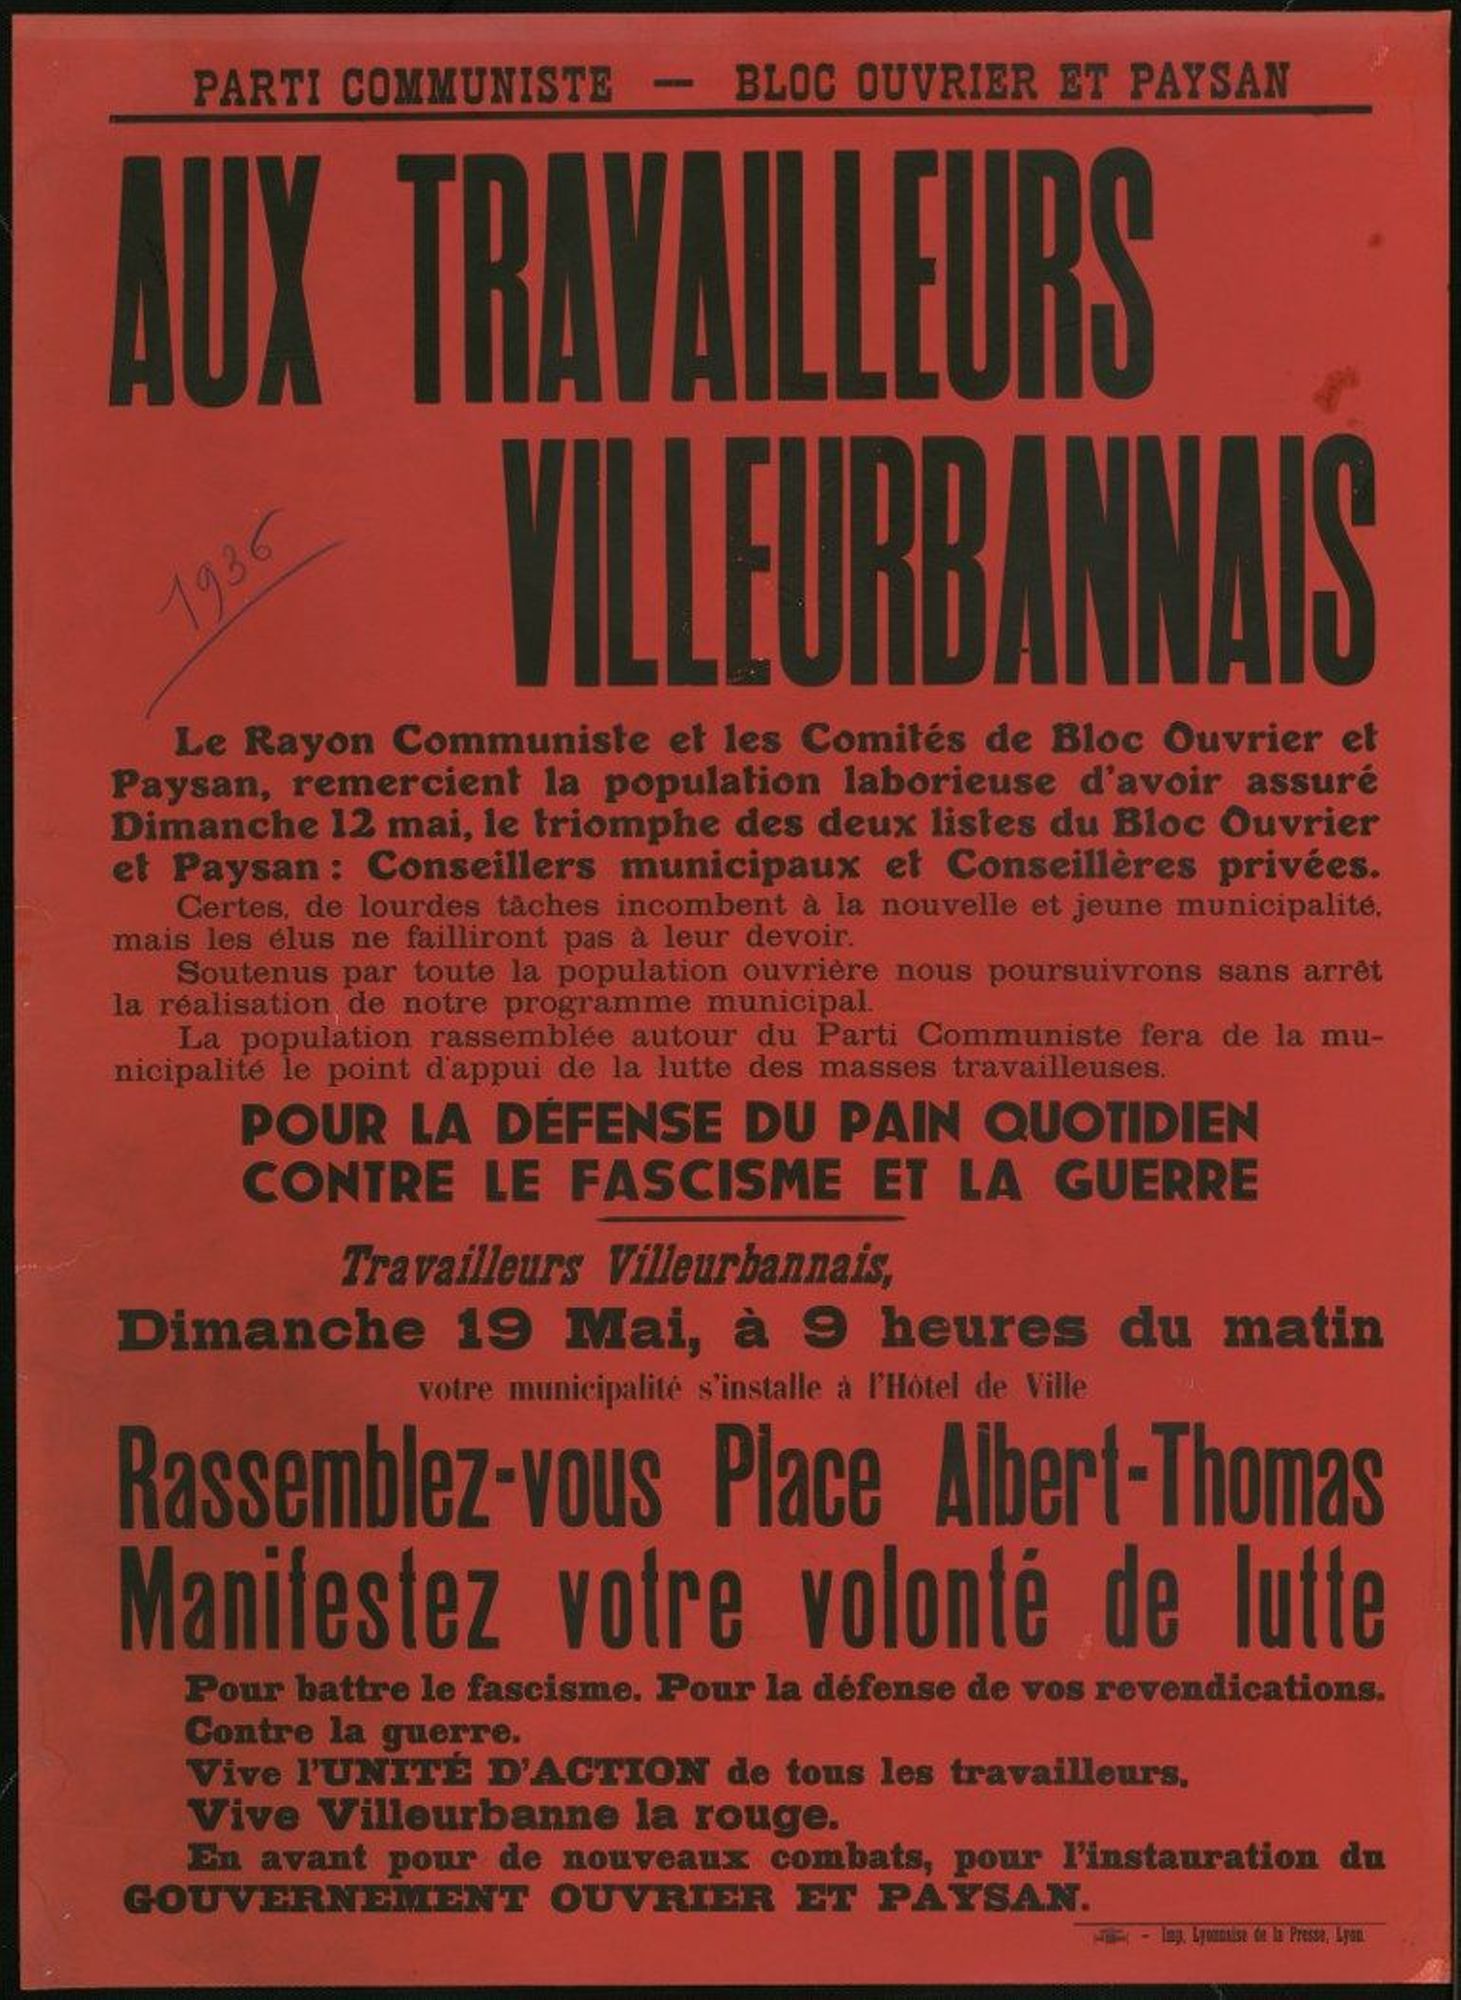 PARTI COMMUNISTE — BLOC OUVRIER ET PAYSAN
AUX TRAVAILLEURS
VILLEURBANNAIS
1936
Le Rayon Communiste et les Comités de Bloc Ouvrier et
Paysan, remercient la population laborieuse d'avoir assuré
Dimanche 12 mai, le triomphe des deux listes du Bloc Ouvrier
et Paysan : Conseillers municipaux et Conseillères privées.
Certes, de lourdes tâches incombent à la nouvelle et jeune municipalité,
mais les élus ne failliront pas à leur devoir.
Soutenus par toute la population ouvrière nous poursuivrons sans arrêt
la réalisation de notre programme municipal.
La population rassemblée autour du Parti Communiste fera de la mu-
nicipalité le point d'appui de la lutte des masses travailleuses.
POUR LA DÉFENSE DU PAIN QUOTIDIEN
CONTRE LE FASCISME ET LA GUERRE
Travailleurs Villeurbannais,
Dimanche 19 Mai, à 9 heures du matin
votre municipalité s'installe à l'Hôtel de Ville
Rassemblez-vous Place Albert-Thomas
Manifestez votre volonté de lutte
Pour battre le fascisme. Pour la défense de vos revendications.
Contre la guerre.
Vive l'UNITÉ D'ACTION de tous les travailleurs.
Vive Villeurbanne la rouge.
En avant pour de nouveaux combats, pour l'instauration du
GOUVERNEMENT OUVRIER ET PAYSAN.
- Imp. Lyonnaise de la Presse, Lyon